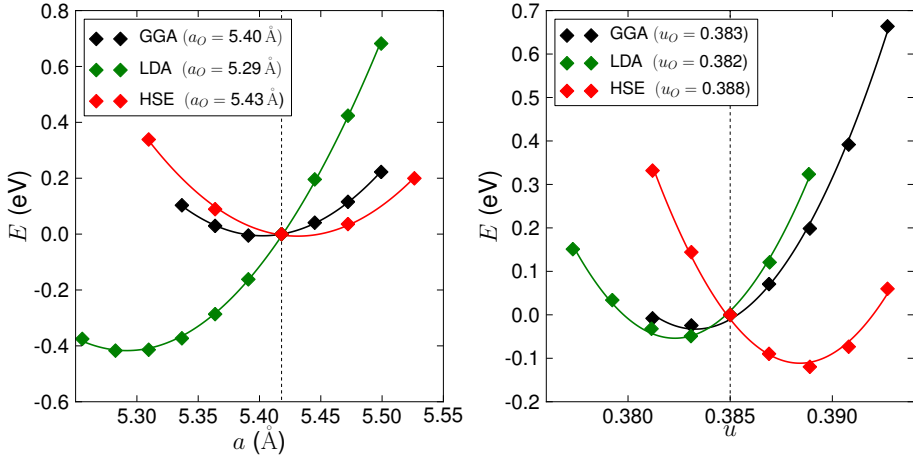 GGA (a_O = 5.40 Å)
LDA (a_O = 5.29 Å)
HSE (a_O = 5.43 Å)
0.8
0.6
0.4
0.2
0.0
-0.2
-0.4
-0.6
E (eV)
5.30 5.35 5.40 5.45 5.50 5.55
a (Å)
GGA (u_O = 0.383)
LDA (u_O = 0.382)
HSE (u_O = 0.388)
0.7
0.6
0.5
0.4
0.3
0.2
0.1
0.0
-0.1
-0.2
E (eV)
0.380 0.385 0.390
u